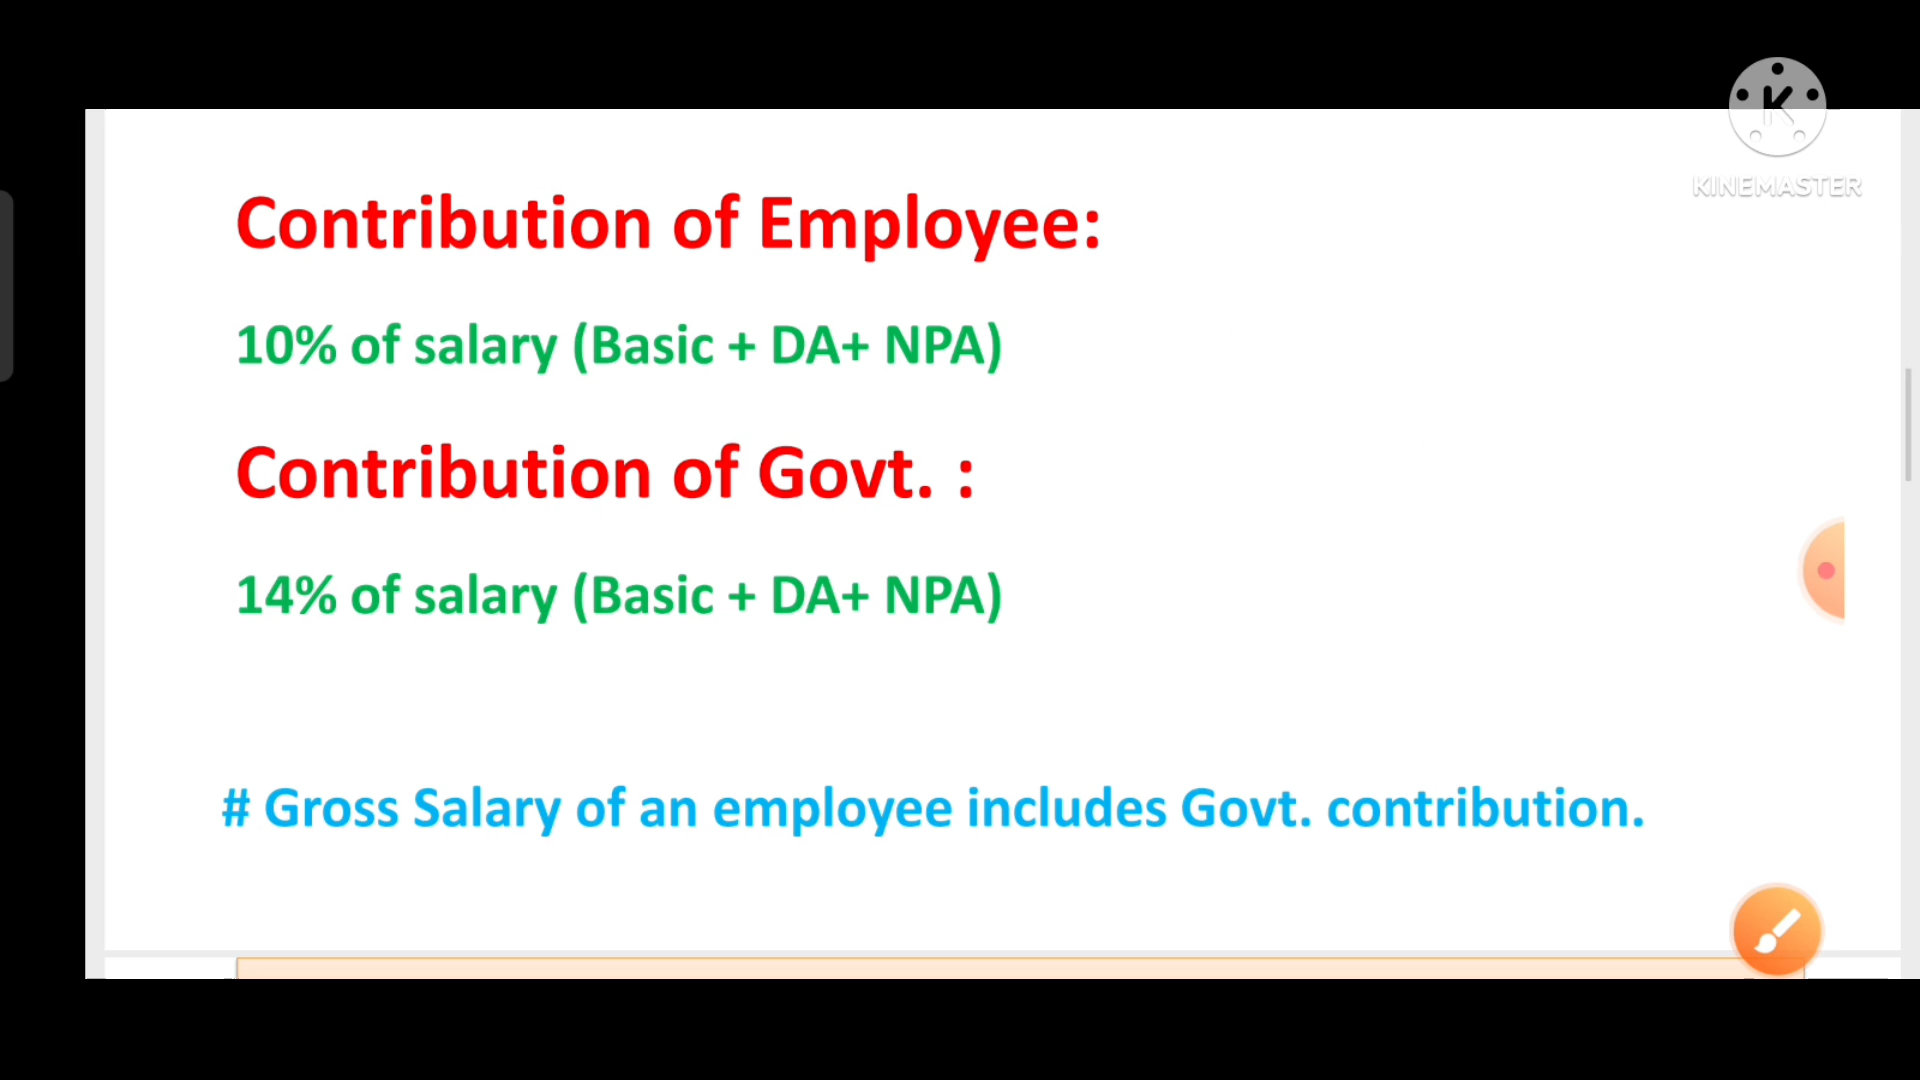 K
KINEMASTER
Contribution of Employee:
10% of salary (Basic + DA+ NPA)
Contribution of Govt. :
14% of salary (Basic + DA+ NPA)
# Gross Salary of an employee includes Govt. contribution.